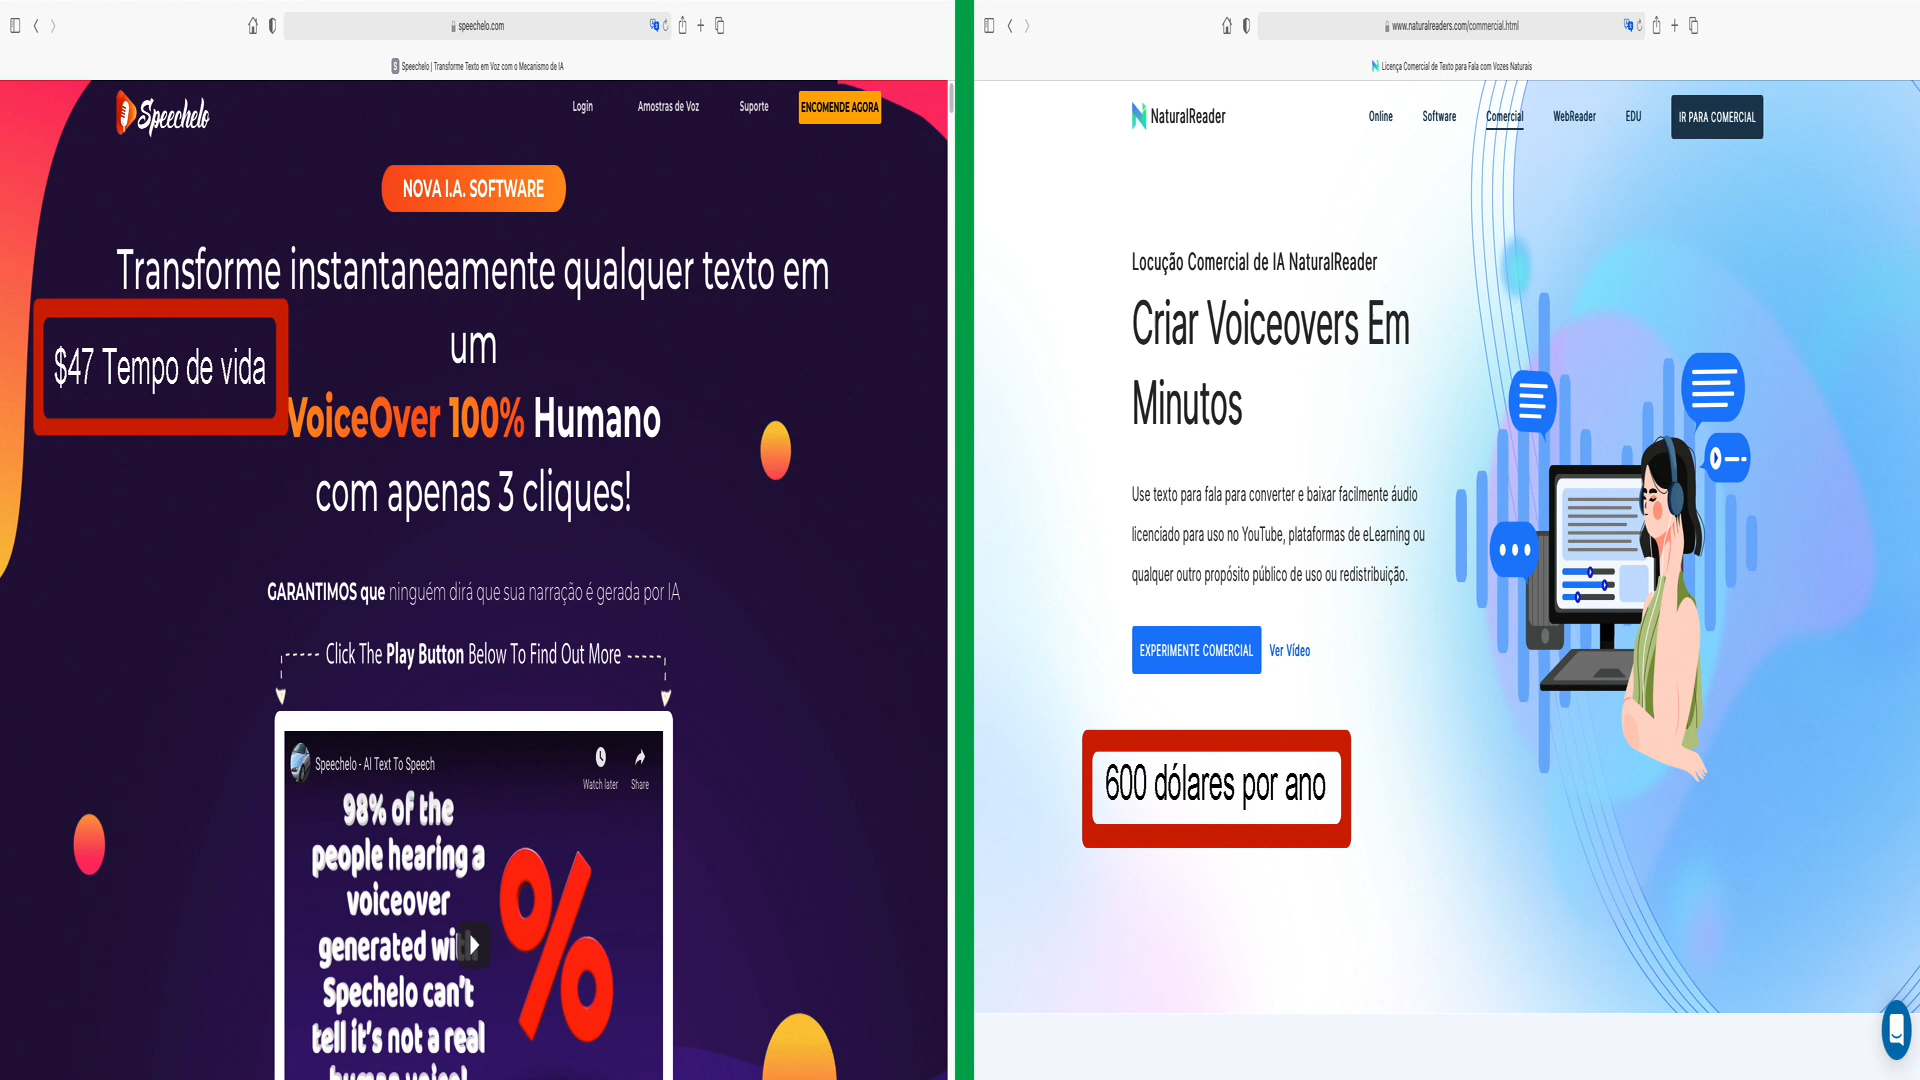 speechelo.com
S Speechelo | Transforme Texto em Voz com o Mecanismo de IA
Speechelo
Login
Amostras de Voz
Suporte
ENCOMENDE AGORA
NOVA I.A. SOFTWARE
Transforme instantaneamente qualquer texto em
um
$47 Tempo de vida
VoiceOver 100% Humano
com apenas 3 cliques!
GARANTIMOS que ninguém dirá que sua narração é gerada por IA
Click The Play Button Below To Find Out More
Speechelo - AI Text To Speech
Watch later
Share
98% of the
people hearing a
voiceover
generated with
Spechelo can't
tell it's not a real
human voice!
%
www.naturalreaders.com/commercial.html
Licença Comercial de Texto para Fala com Vozes Naturais
NaturalReader
Online
Software
Comercial
WebReader
EDU
IR PARA COMERCIAL
Locução Comercial de IA NaturalReader
Criar Voiceovers Em
Minutos
Use texto para fala para converter e baixar facilmente áudio
licenciado para uso no YouTube, plataformas de eLearning ou
qualquer outro propósito público de uso ou redistribuição.
EXPERIMENTE COMERCIAL
Ver Vídeo
600 dólares por ano